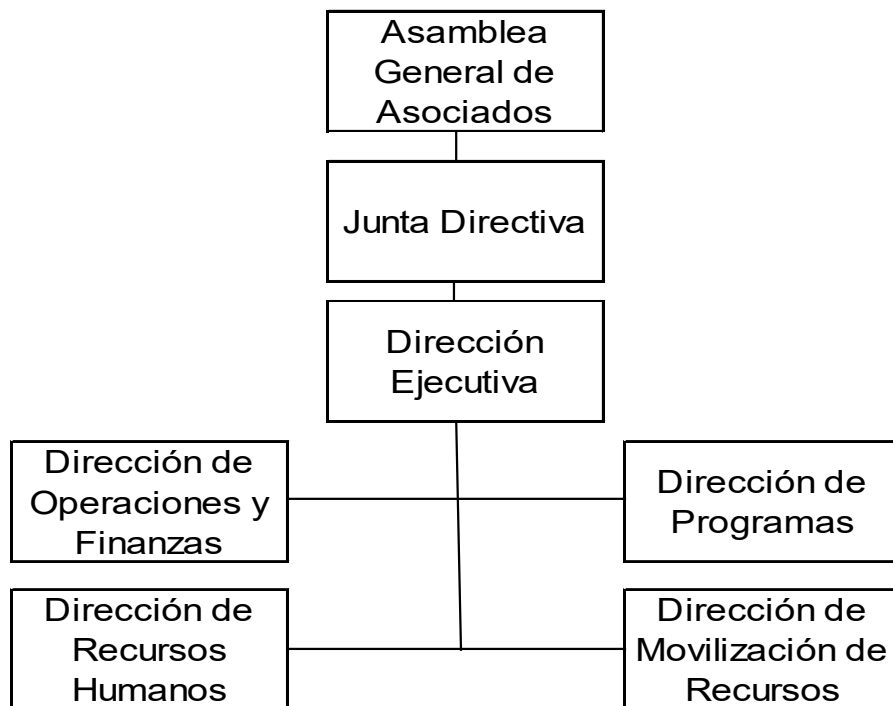 Asamblea
General de
Asociados
Junta Directiva
Dirección
Ejecutiva
Dirección de
Operaciones y
Finanzas
Dirección de
Programas
Dirección de
Recursos
Humanos
Dirección de
Movilización de
Recursos